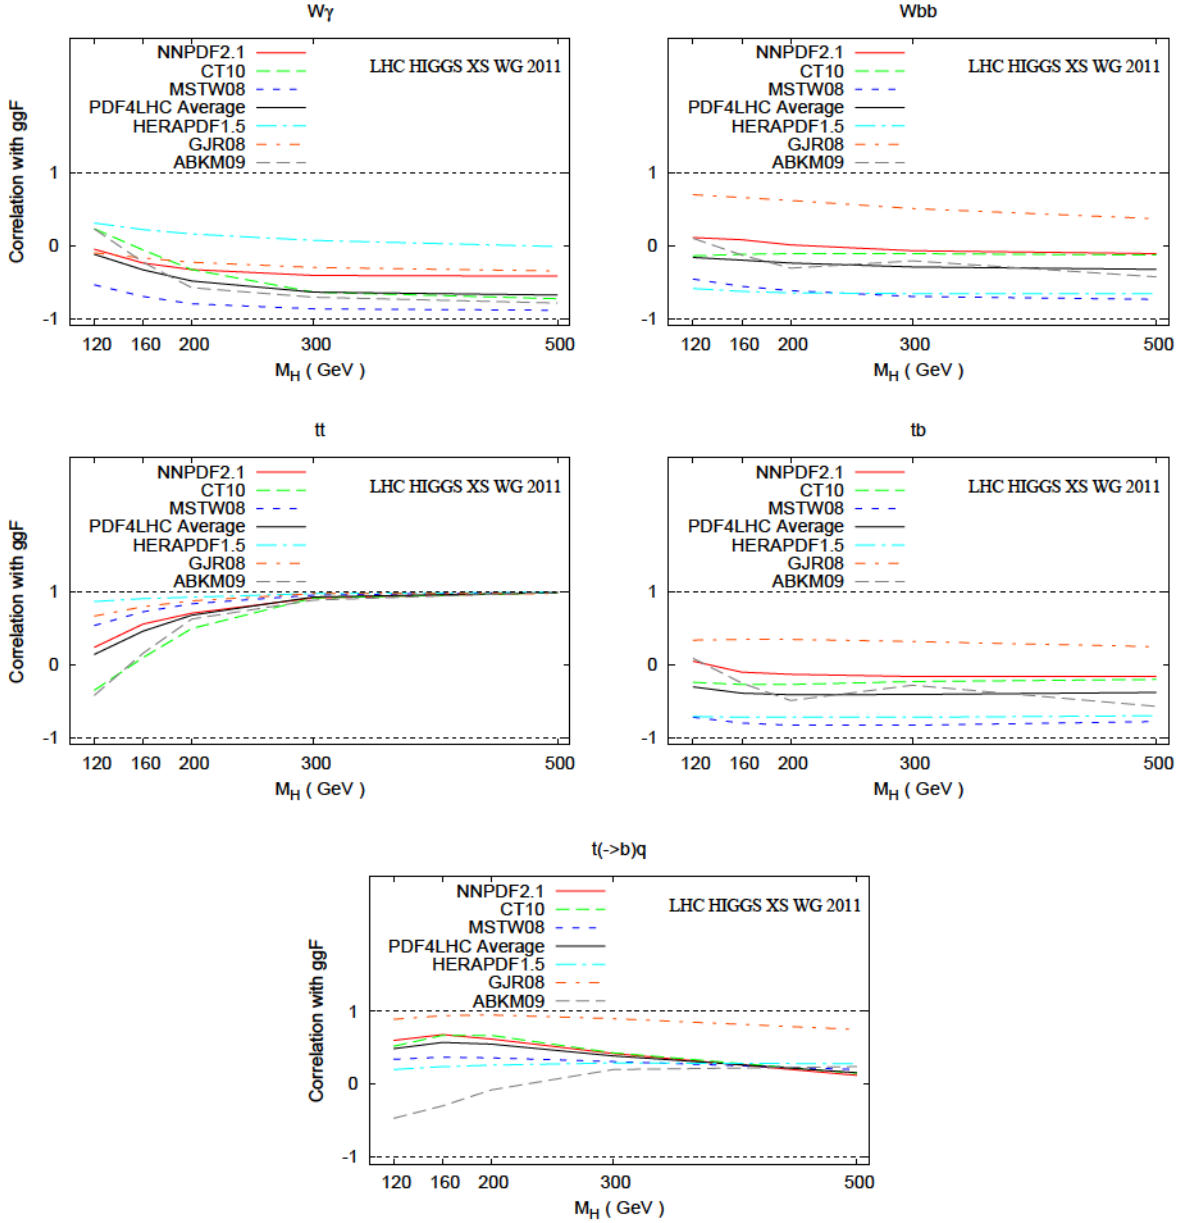 Wγ
NNPDF2.1
CT10
MSTW08
PDF4LHC Average
HERAPDF1.5
GJR08
ABKM09
LHC HIGGS XS WG 2011
Correlation with ggF
1
0
-1
120 160 200 300 500
M_H ( GeV )
Wbb
NNPDF2.1
CT10
MSTW08
PDF4LHC Average
HERAPDF1.5
GJR08
ABKM09
LHC HIGGS XS WG 2011
1
0
-1
120 160 200 300 500
M_H ( GeV )
tt
NNPDF2.1
CT10
MSTW08
PDF4LHC Average
HERAPDF1.5
GJR08
ABKM09
LHC HIGGS XS WG 2011
Correlation with ggF
1
0
-1
120 160 200 300 500
M_H ( GeV )
tb
NNPDF2.1
CT10
MSTW08
PDF4LHC Average
HERAPDF1.5
GJR08
ABKM09
LHC HIGGS XS WG 2011
1
0
-1
120 160 200 300 500
M_H ( GeV )
t(->b)q
NNPDF2.1
CT10
MSTW08
PDF4LHC Average
HERAPDF1.5
GJR08
ABKM09
LHC HIGGS XS WG 2011
Correlation with ggF
1
0
-1
120 160 200 300 500
M_H ( GeV )